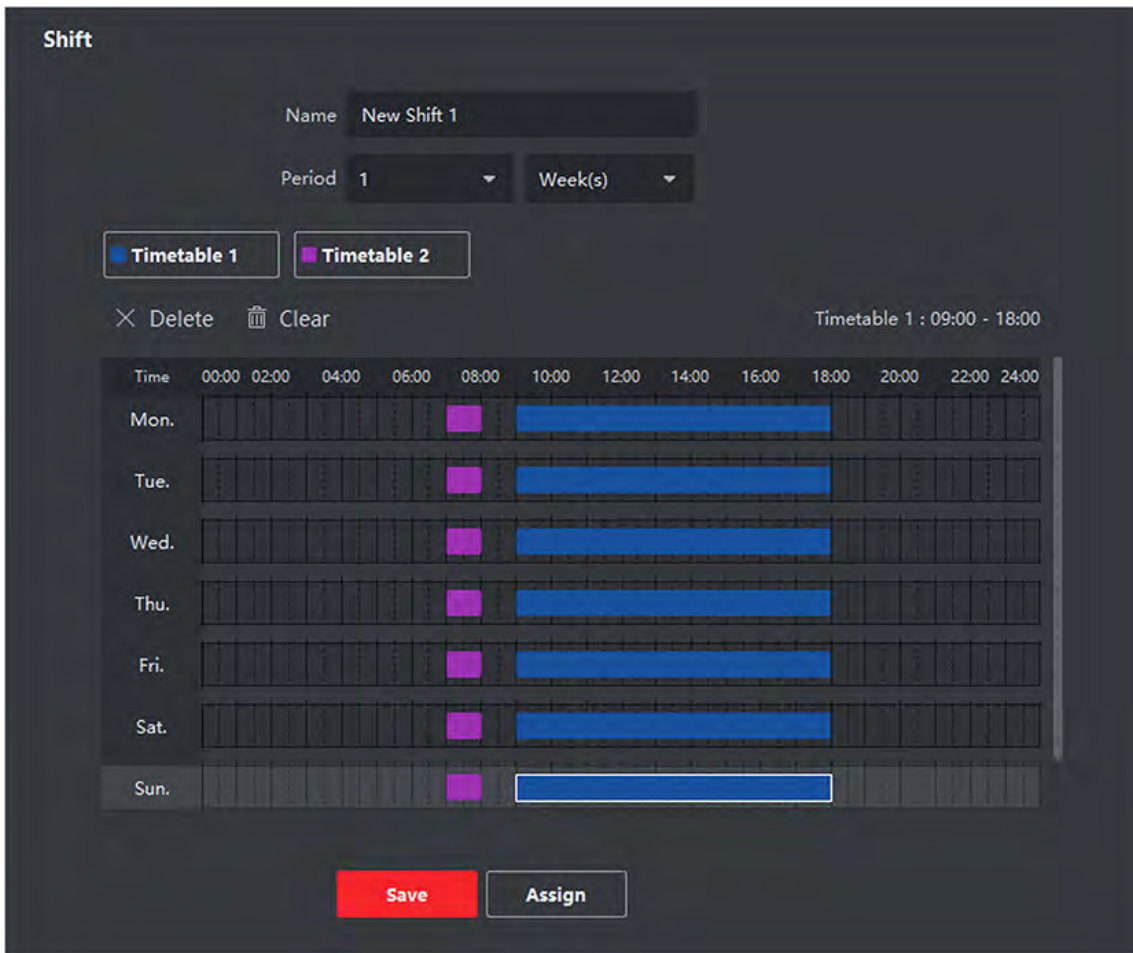 Shift
Name New Shift 1
Period 1 Week(s)
Timetable 1 Timetable 2
Delete Clear Timetable 1 : 09:00 - 18:00
Time 00:00 02:00 04:00 06:00 08:00 10:00 12:00 14:00 16:00 18:00 20:00 22:00 24:00
Mon.
Tue.
Wed.
Thu.
Fri.
Sat.
Sun.
Save Assign